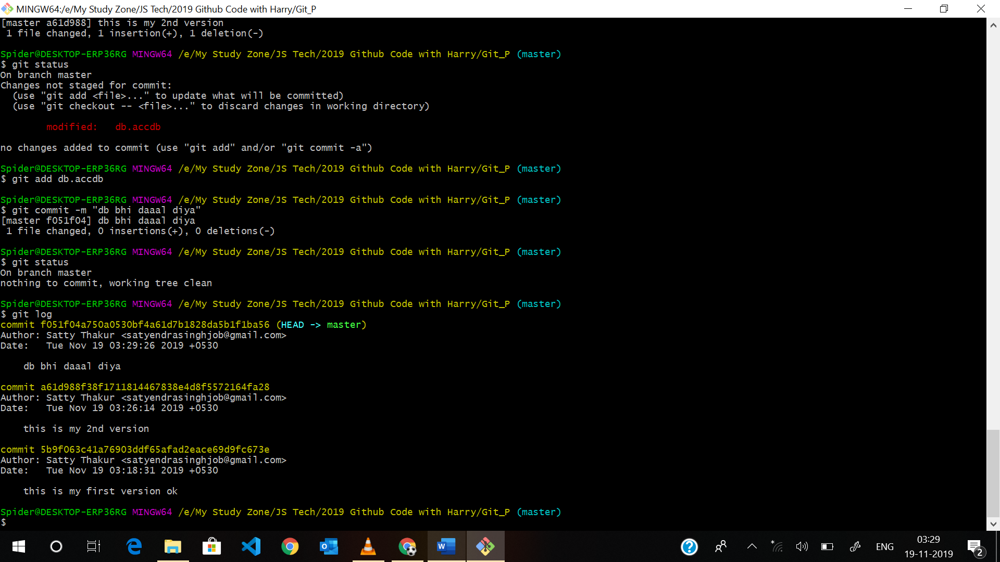 MINGW64:/e/My Study Zone/JS Tech/2019 Github Code with Harry/Git_P
[master a61d988] this is my 2nd version
 1 file changed, 1 insertion(+), 1 deletion(-)
Spider@DESKTOP-ERP36RG MINGW64 /e/My Study Zone/JS Tech/2019 Github Code with Harry/Git_P (master)
$ git status
On branch master
Changes not staged for commit:
  (use "git add <file>..." to update what will be committed)
  (use "git checkout -- <file>..." to discard changes in working directory)
        modified:   db.accdb
no changes added to commit (use "git add" and/or "git commit -a")
Spider@DESKTOP-ERP36RG MINGW64 /e/My Study Zone/JS Tech/2019 Github Code with Harry/Git_P (master)
$ git add db.accdb
Spider@DESKTOP-ERP36RG MINGW64 /e/My Study Zone/JS Tech/2019 Github Code with Harry/Git_P (master)
$ git commit -m "db bhi daaal diya"
[master f051f04] db bhi daaal diya
 1 file changed, 0 insertions(+), 0 deletions(-)
Spider@DESKTOP-ERP36RG MINGW64 /e/My Study Zone/JS Tech/2019 Github Code with Harry/Git_P (master)
$ git status
On branch master
nothing to commit, working tree clean
Spider@DESKTOP-ERP36RG MINGW64 /e/My Study Zone/JS Tech/2019 Github Code with Harry/Git_P (master)
$ git log
commit f051f04a750a0530bf4a61d7b1828da5b1f1ba56 (HEAD -> master)
Author: Satty Thakur <satyendrasinghjob@gmail.com>
Date:   Tue Nov 19 03:29:26 2019 +0530
    db bhi daaal diya
commit a61d988f38f1711814467838e4d8f5572164fa28
Author: Satty Thakur <satyendrasinghjob@gmail.com>
Date:   Tue Nov 19 03:26:14 2019 +0530
    this is my 2nd version
commit 5b9f063c41a76903ddf65afad2eace69d9fc673e
Author: Satty Thakur <satyendrasinghjob@gmail.com>
Date:   Tue Nov 19 03:18:31 2019 +0530
    this is my first version ok
Spider@DESKTOP-ERP36RG MINGW64 /e/My Study Zone/JS Tech/2019 Github Code with Harry/Git_P (master)
$
ENG
03:29
19-11-2019
2